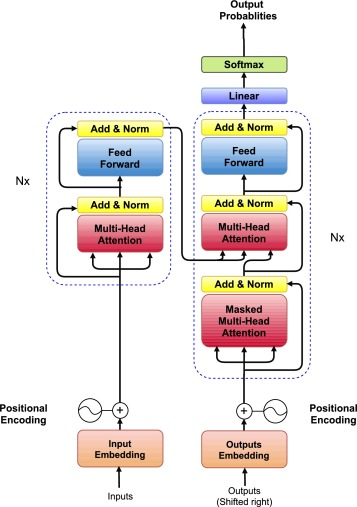 Output
Probablities
Softmax
Linear
Add & Norm
Feed
Forward
Add & Norm
Multi-Head
Attention
Nx
Add & Norm
Feed
Forward
Add & Norm
Multi-Head
Attention
Nx
Add & Norm
Masked
Multi-Head
Attention
Positional
Encoding
Positional
Encoding
Input
Embedding
Outputs
Embedding
Inputs
Outputs
(Shifted right)